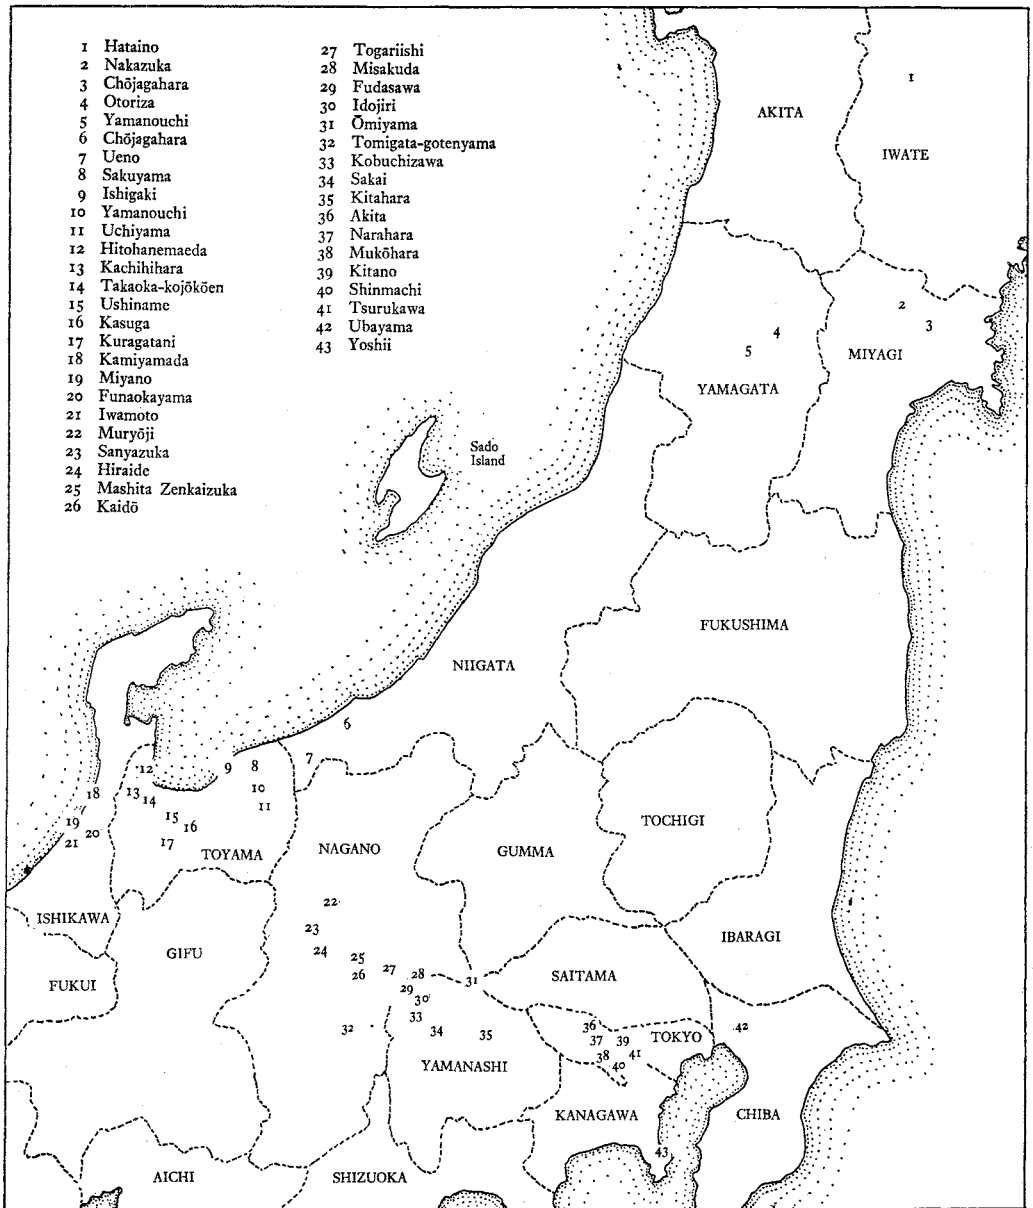 1 Hataino
2 Nakazuka
3 Chōjagahara
4 Otoriza
5 Yamanouchi
6 Chōjagahara
7 Ueno
8 Sakuyama
9 Ishigaki
10 Yamanouchi
11 Uchiyama
12 Hitohanemaeda
13 Kachihihara
14 Takaoka-kojōkōen
15 Ushiname
16 Kasuga
17 Kuragatani
18 Kamiyamada
19 Miyano
20 Funaokayama
21 Iwamoto
22 Muryōji
23 Sanyazuka
24 Hiraide
25 Mashita Zenkaizuka
26 Kaidō
27 Togariishi
28 Misakuda
29 Fudasawa
30 Idojiri
31 Ōmiyama
32 Tomigata-gotenyama
33 Kobuchizawa
34 Sakai
35 Kitahara
36 Akita
37 Narahara
38 Mukōhara
39 Kitano
40 Shinmachi
41 Tsurukawa
42 Ubayama
43 Yoshii
1
AKITA
IWATE
2
3
4
5
MIYAGI
YAMAGATA
Sado
Island
FUKUSHIMA
NIIGATA
6
7
8
9
10
11
12
13
14
15
16
17
18
19
20
21
TOYAMA
NAGANO
GUMMA
TOCHIGI
ISHIKAWA
22
23
24
25
26
27
28
29
30
31
32
33
34
35
GIFU
FUKUI
SAITAMA
IBARAGI
36
37
38
39
40
41
42
TOKYO
YAMANASHI
KANAGAWA
CHIBA
43
AICHI
SHIZUOKA